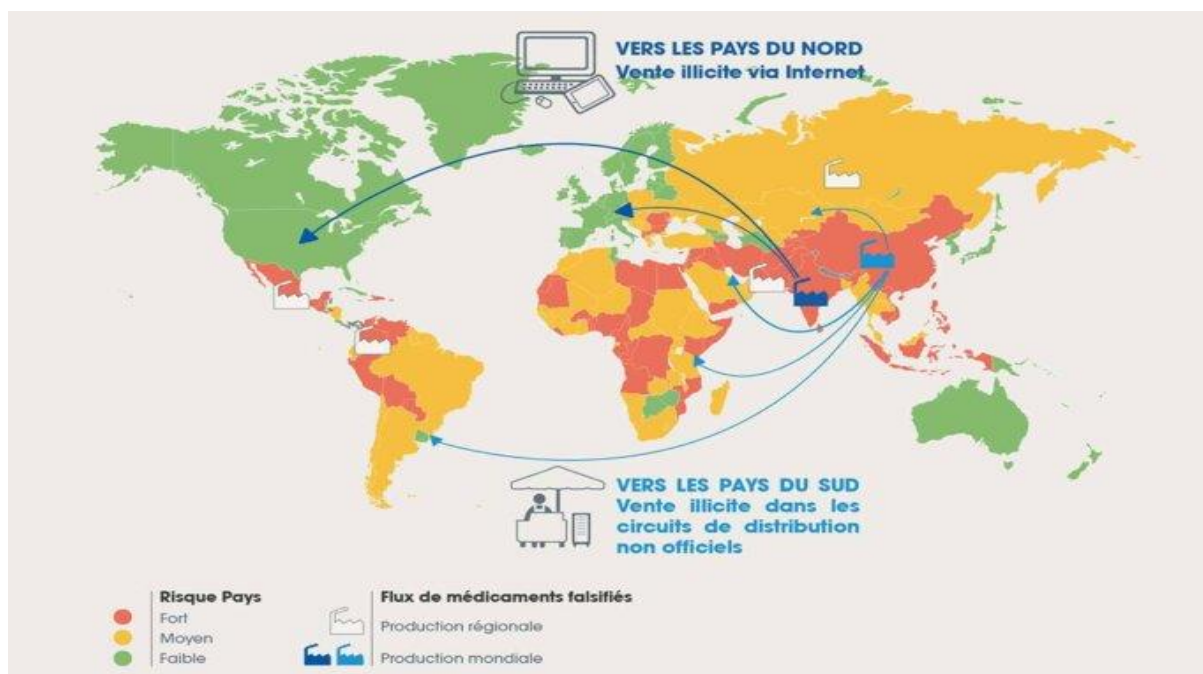 VERS LES PAYS DU NORD
Vente illicite via Internet
VERS LES PAYS DU SUD
Vente illicite dans les
circuits de distribution
non officiels
Risque Pays
Fort
Moyen
Faible
Flux de médicaments falsifiés
Production régionale
Production mondiale